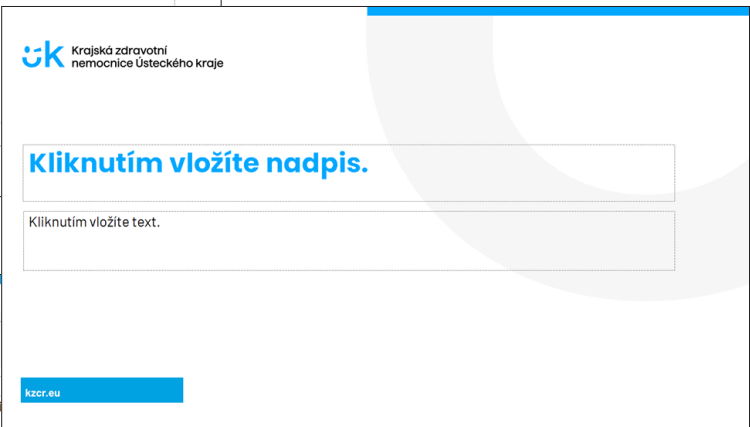 Krajská zdravotní
nemocnice Ústeckého kraje
Kliknutím vložíte nadpis.
Kliknutím vložíte text.
kzcr.eu